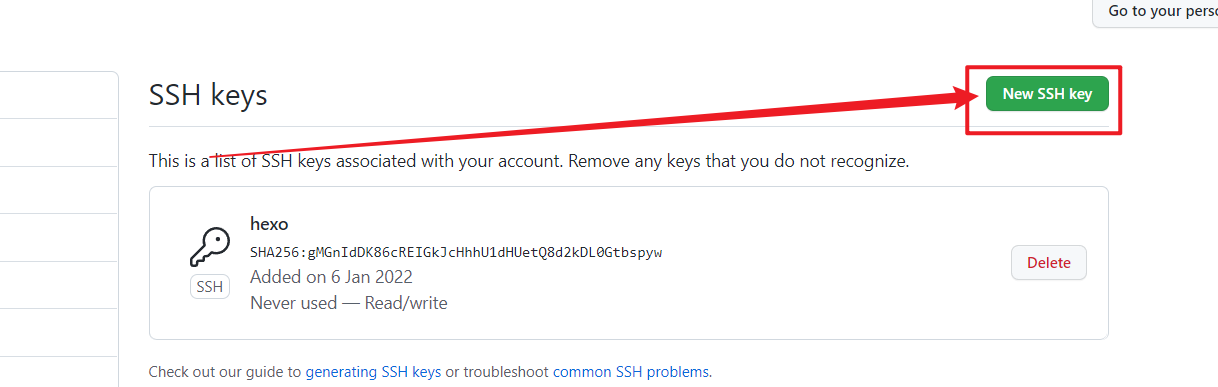 Go to your perso
SSH keys
New SSH key
This is a list of SSH keys associated with your account. Remove any keys that you do not recognize.
hexo
SHA256:gMGnIdDK86cREIGkJcHhhU1dHUetQ8d2kDL0Gtbspyw
SSH
Added on 6 Jan 2022
Never used — Read/write
Delete
Check out our guide to generating SSH keys or troubleshoot common SSH problems.